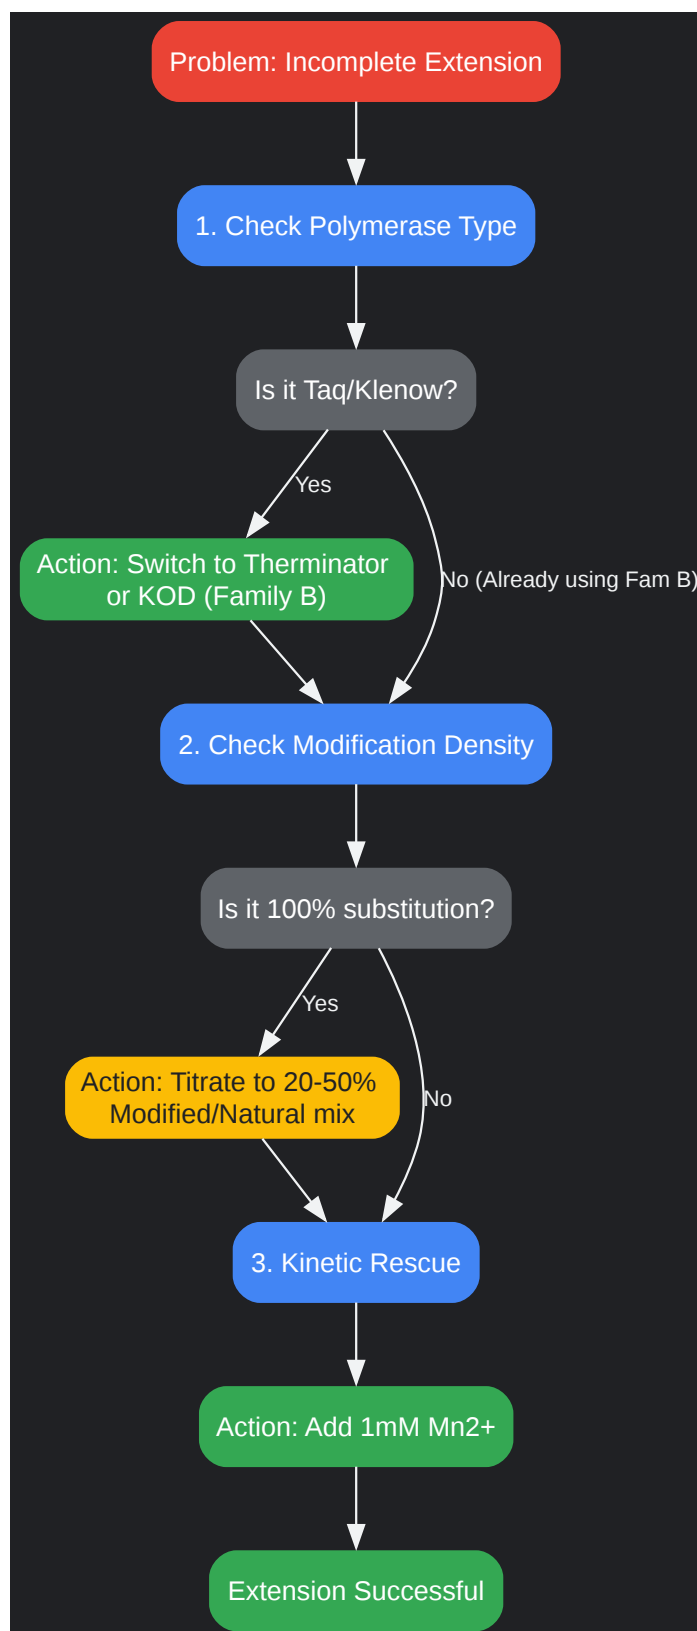 Problem: Incomplete Extension
1. Check Polymerase Type
Is it Taq/Klenow?
Yes
Action: Switch to Therminator
or KOD (Family B)
No (Already using Fam B)
2. Check Modification Density
Is it 100% substitution?
Yes
Action: Titrate to 20-50%
Modified/Natural mix
No
3. Kinetic Rescue
Action: Add 1mM Mn2+
Extension Successful